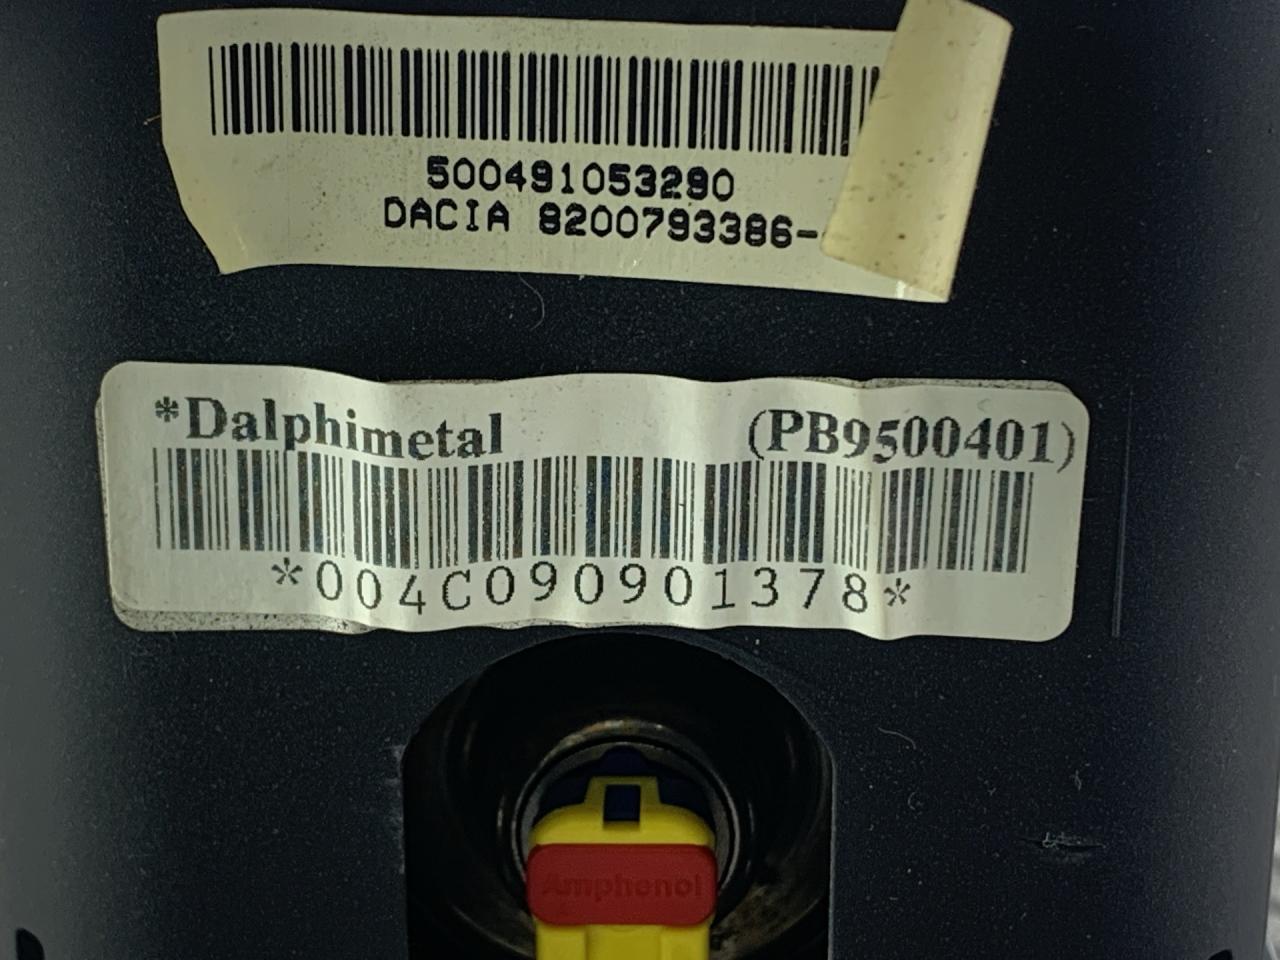 500491053290
DACIA 8200793386-
*Dalphimetal (PB9500401)
*004C090901378*
Amphenol